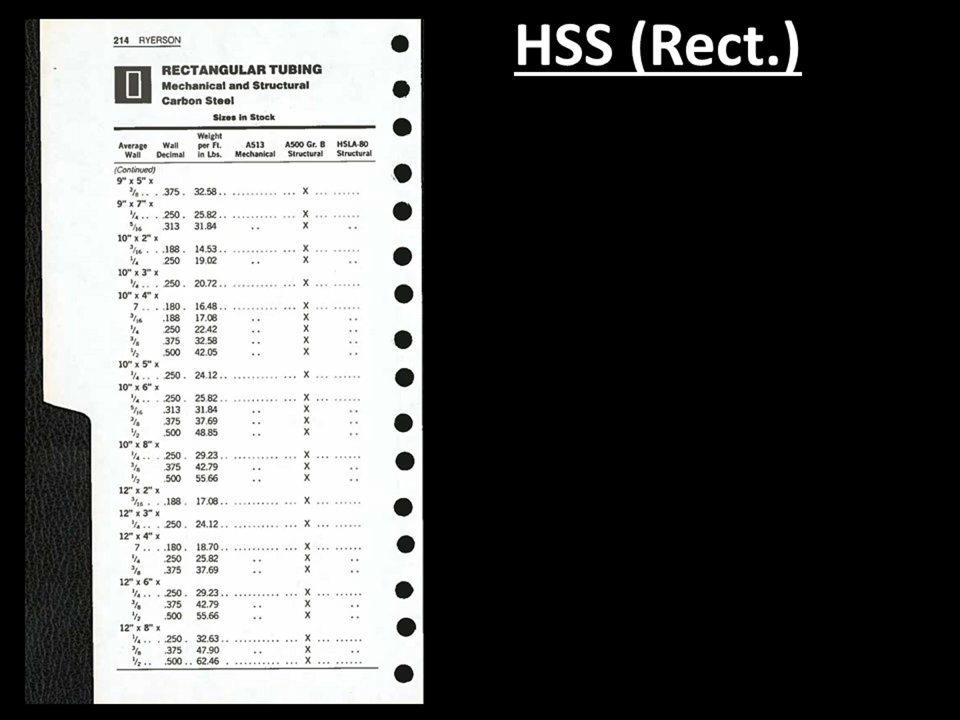 HSS (Rect.)
214 RYERSON
RECTANGULAR TUBING
Mechanical and Structural
Carbon Steel
Sizes in Stock
Average Wall Wall Decimal Weight per Ft. in Lbs. A513 Mechanical A500 Gr. B Structural HSLA-80 Structural
(Continued)
9" x 5" x
3/8 .. . .375 . 32.58 .. ........... ... X ... ......
9" x 7" x
1/4 .. . .250 . 25.82 .. ........... ... X ... ......
5/16 .313 31.84 .. X ..
10" x 2" x
3/16 . . .188 . 14.53 .. ........... ... X ... ......
1/4 .250 19.02 .. X ..
10" x 3" x
1/4 .. . .250 . 20.72 .. ........... ... X ... ......
10" x 4" x
7 .. . .180 . 16.48 .. ........... ... X ... ......
3/16 .188 17.08 .. X ..
1/4 .250 22.42 .. X ..
3/8 .375 32.58 .. X ..
1/2 .500 42.05 .. X ..
10" x 5" x
1/4 .. . .250 . 24.12 .. ........... ... X ... ......
10" x 6" x
1/4 .. . .250 . 25.82 .. ........... ... X ... ......
5/16 .313 31.84 .. X ..
3/8 .375 37.69 .. X ..
1/2 .500 48.85 .. X ..
10" x 8" x
1/4 .. . .250 . 29.23 .. ........... ... X ... ......
3/8 .375 42.79 .. X ..
1/2 .500 55.66 .. X ..
12" x 2" x
3/16 . . .188 . 17.08 .. ........... ... X ... ......
12" x 3" x
1/4 .. . .250 . 24.12 .. ........... ... X ... ......
12" x 4" x
7 .. . .180 . 18.70 .. ........... ... X ... ......
1/4 .250 25.82 .. X ..
3/8 .375 37.69 .. X ..
12" x 6" x
1/4 .. . .250 . 29.23 .. ........... ... X ... ......
3/8 .375 42.79 .. X ..
1/2 .500 55.66 .. X ..
12" x 8" x
1/4 .. . .250 . 32.63 .. ........... ... X ... ......
3/8 .375 47.90 .. X ..
1/2 .. .500 .. 62.46 . ........... ... X ... ......